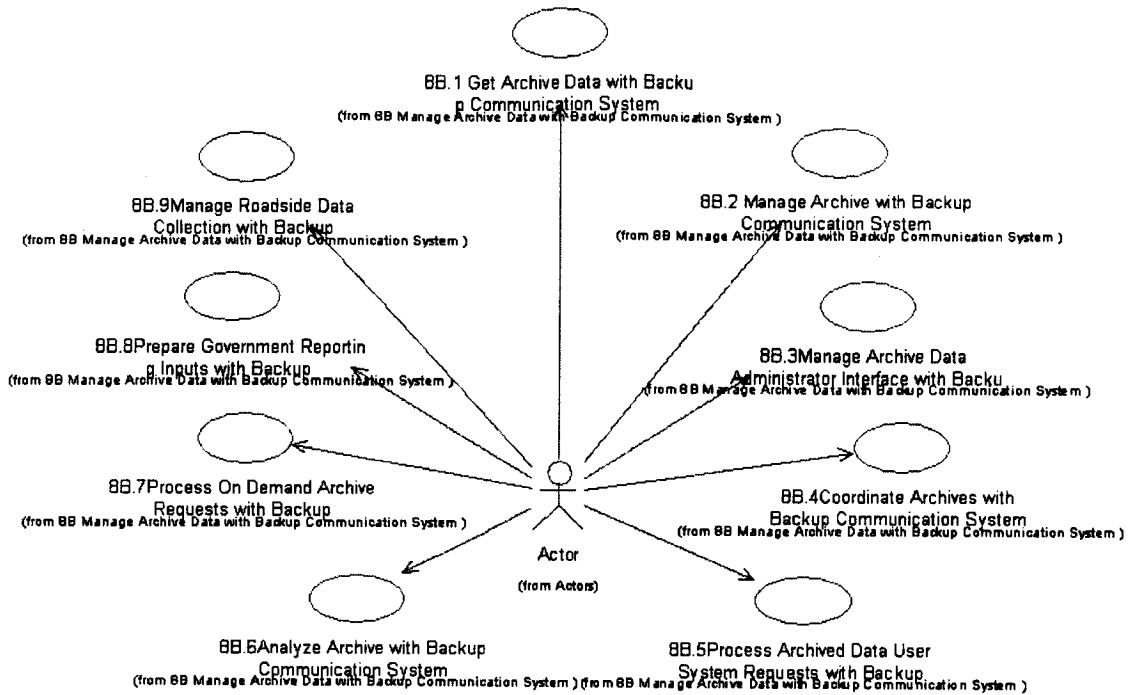 8B.1 Get Archive Data with Backu
p Communication System
(from 8B Manage Archive Data with Backup Communication System )
8B.9Manage Roadside Data
Collection with Backup
(from 8B Manage Archive Data with Backup Communication System )
8B.2 Manage Archive with Backup
Communication System
(from 8B Manage Archive Data with Backup Communication System )
8B.8Prepare Government Reportin
g Inputs with Backup
(from 8B Manage Archive Data with Backup Communication System )
8B.3Manage Archive Data
Administrator Interface with Backu
(from 8B Manage Archive Data with Backup Communication System )
8B.7Process On Demand Archive
Requests with Backup
(from 8B Manage Archive Data with Backup Communication System )
8B.4Coordinate Archives with
Backup Communication System
(from 8B Manage Archive Data with Backup Communication System )
Actor
(from Actors)
8B.6Analyze Archive with Backup
Communication System
(from 8B Manage Archive Data with Backup Communication System )
8B.5Process Archived Data User
System Requests with Backup
(from 8B Manage Archive Data with Backup Communication System )